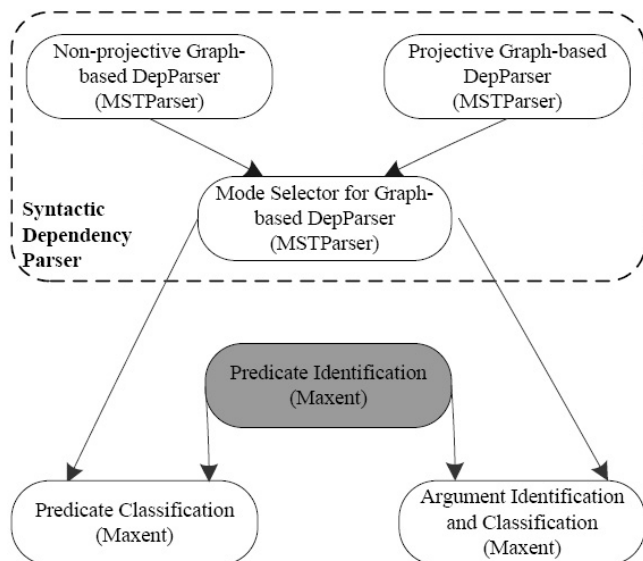 Non-projective Graph-
based DepParser
(MSTParser)
Projective Graph-based
DepParser
(MSTParser)
Mode Selector for Graph-
based DepParser
(MSTParser)
Syntactic
Dependency
Parser
Predicate Identification
(Maxent)
Predicate Classification
(Maxent)
Argument Identification
and Classification
(Maxent)